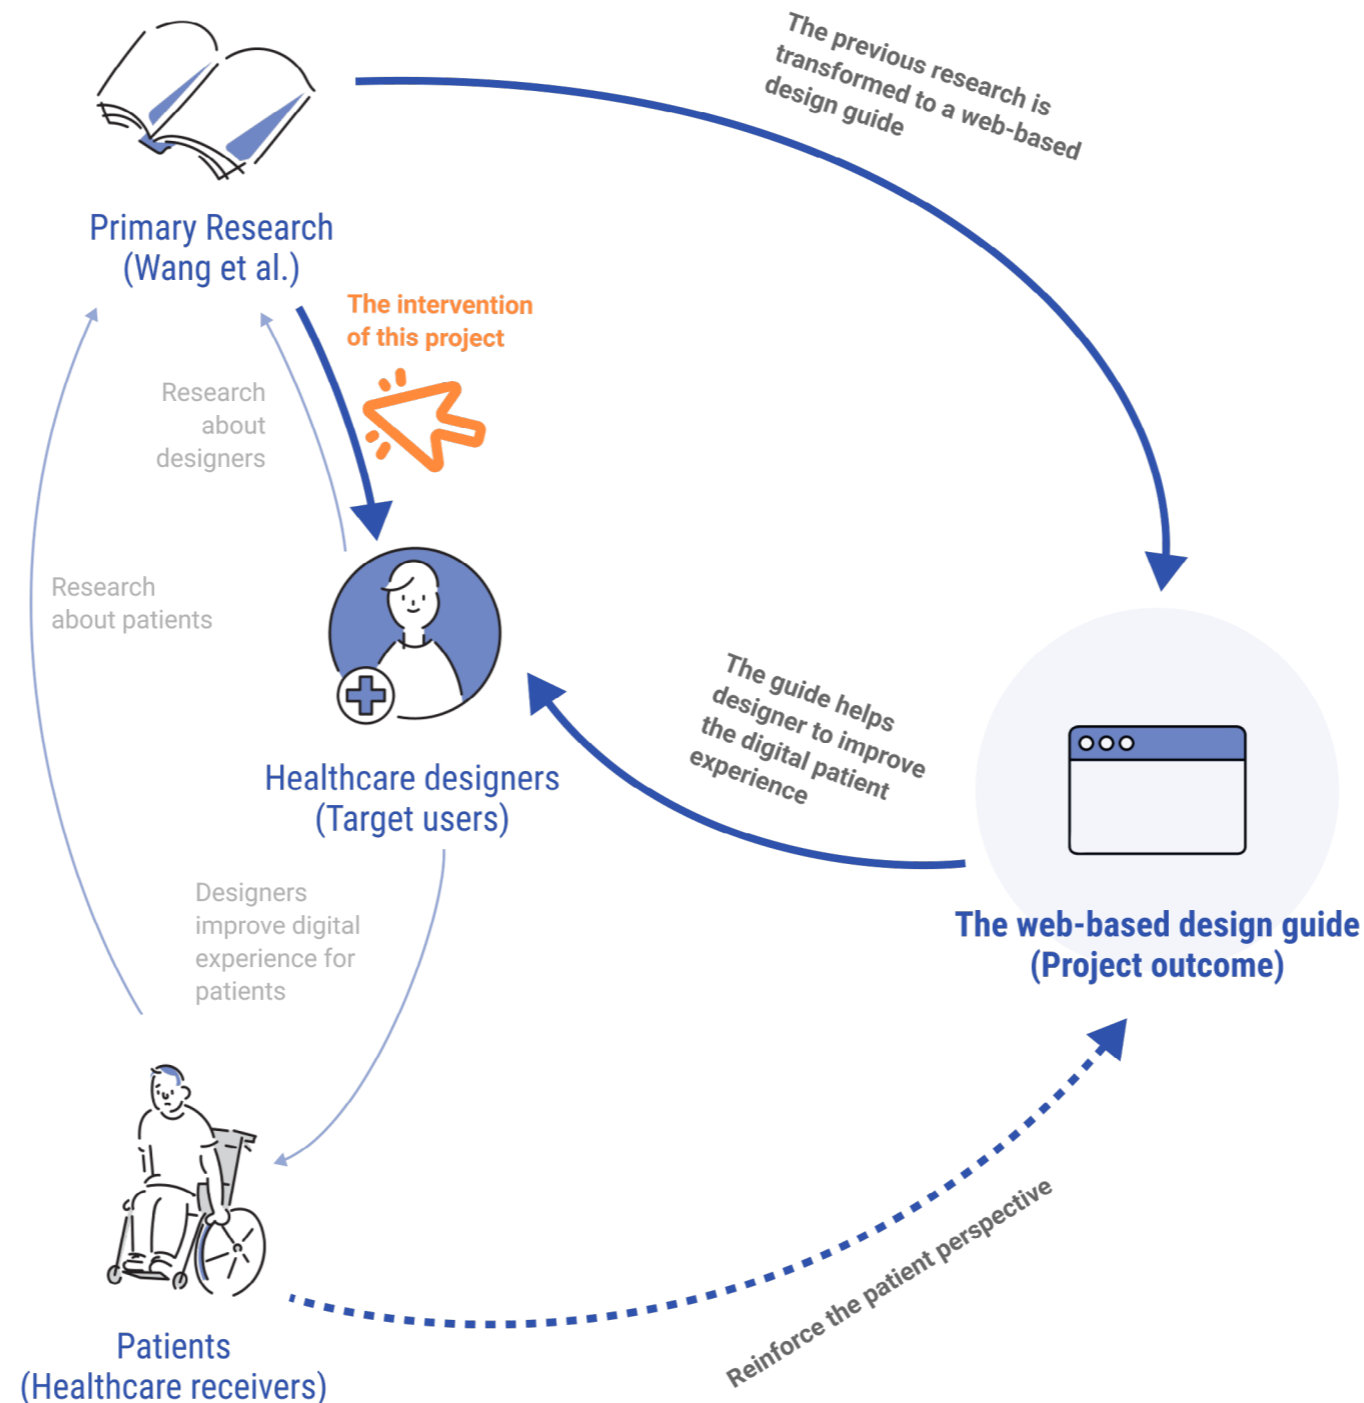 The previous research is
transformed to a web-based
design guide
Primary Research
(Wang et al.)
The intervention
of this project
Research
about
designers
Research
about patients
The guide helps
designer to improve
the digital patient
experience
Healthcare designers
(Target users)
Designers
improve digital
experience for
patients
The web-based design guide
(Project outcome)
Reinforce the patient perspective
Patients
(Healthcare receivers)